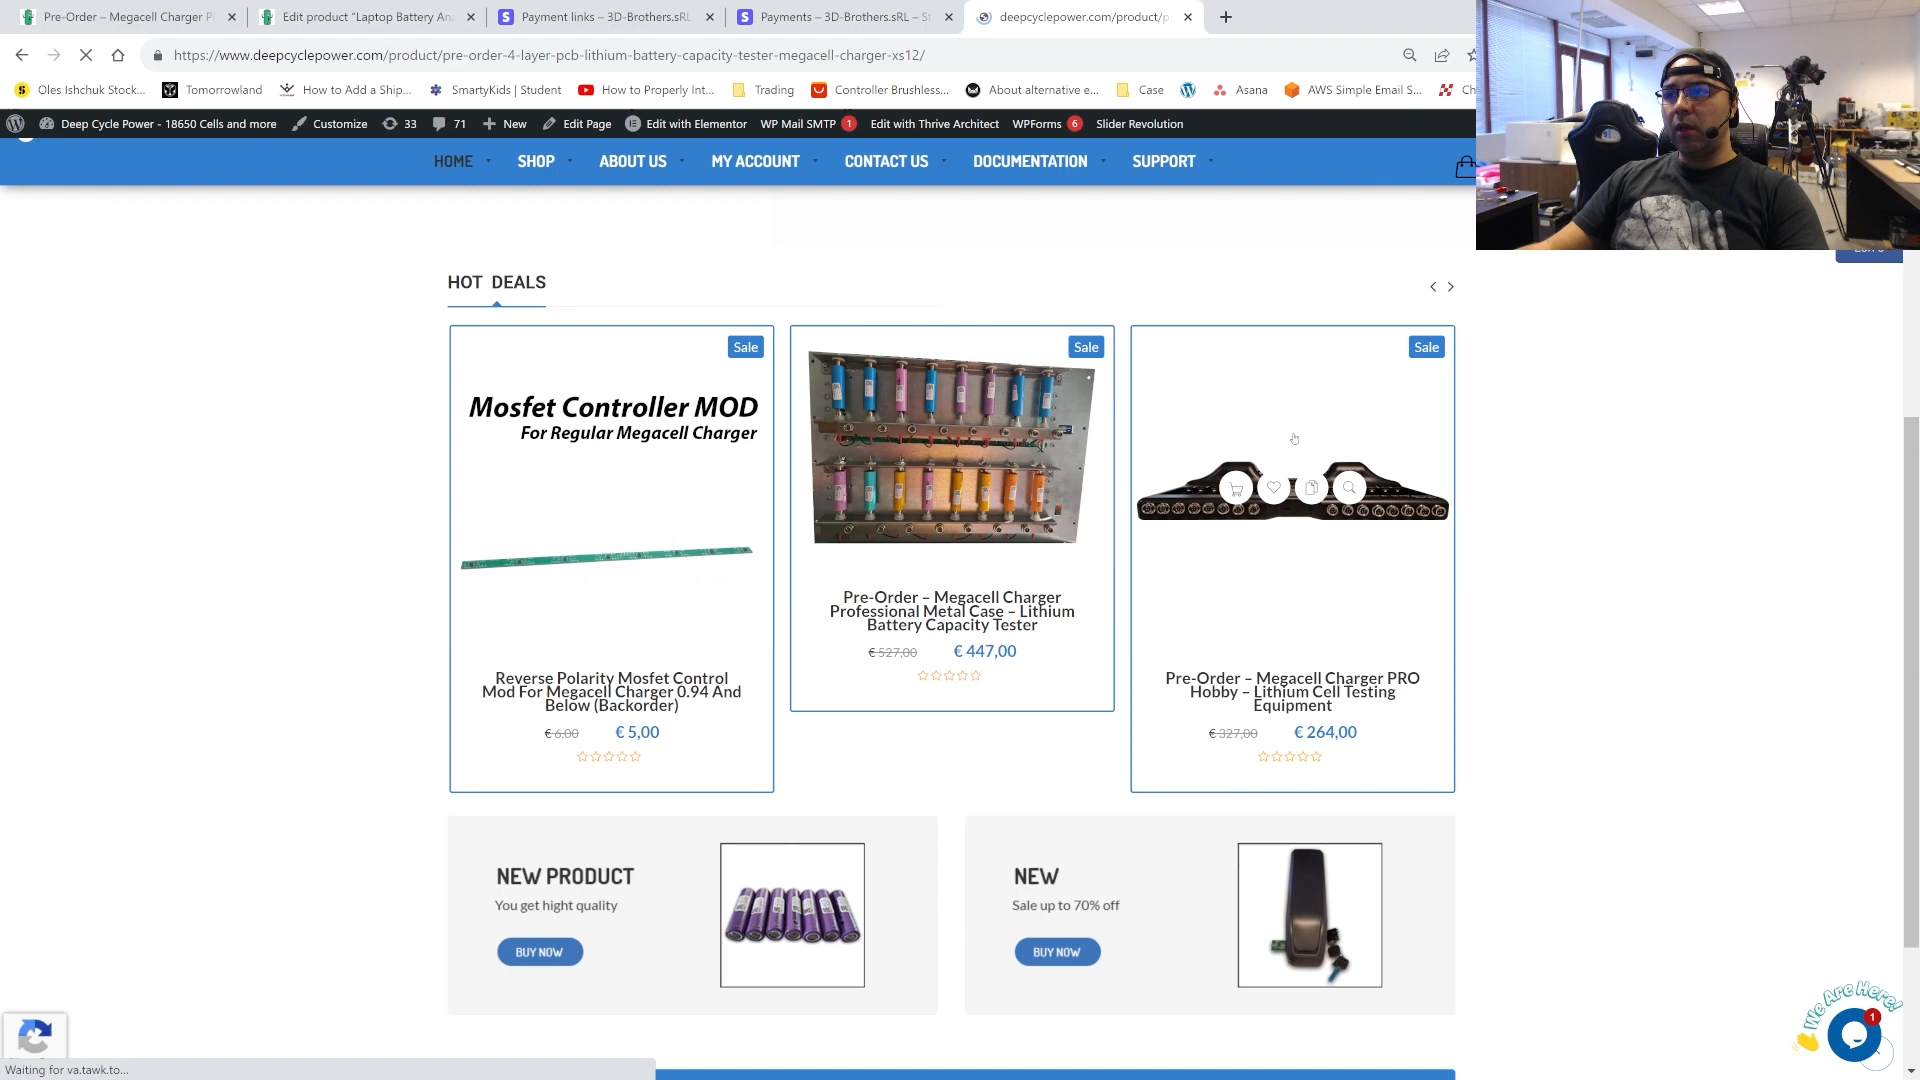 Pre-Order – Megacell Charger P
Edit product "Laptop Battery An
Payment links – 3D-Brothers.sRL
Payments – 3D-Brothers.sRL – S
deepcyclepower.com/product/p
https://www.deepcyclepower.com/product/pre-order-4-layer-pcb-lithium-battery-capacity-tester-megacell-charger-xs12/
Oles Ishchuk Stock...
Tomorrowland
How to Add a Ship...
SmartyKids | Student
How to Properly Int...
Trading
Controller Brushless...
About alternative e...
Case
Asana
AWS Simple Email S...
Ch
Deep Cycle Power - 18650 Cells and more
Customize
33
71
New
Edit Page
Edit with Elementor
WP Mail SMTP 1
Edit with Thrive Architect
WPForms 6
Slider Revolution
HOME
SHOP
ABOUT US
MY ACCOUNT
CONTACT US
DOCUMENTATION
SUPPORT
HOT DEALS
Sale
Mosfet Controller MOD
For Regular Megacell Charger
Reverse Polarity Mosfet Control
Mod For Megacell Charger 0.94 And
Below (Backorder)
€ 6,00 € 5,00
Sale
Pre-Order – Megacell Charger
Professional Metal Case – Lithium
Battery Capacity Tester
€ 527,00 € 447,00
Sale
Pre-Order – Megacell Charger PRO
Hobby – Lithium Cell Testing
Equipment
€ 327,00 € 264,00
NEW PRODUCT
You get hight quality
BUY NOW
NEW
Sale up to 70% off
BUY NOW
We Are Here!
1
Waiting for va.tawk.to...